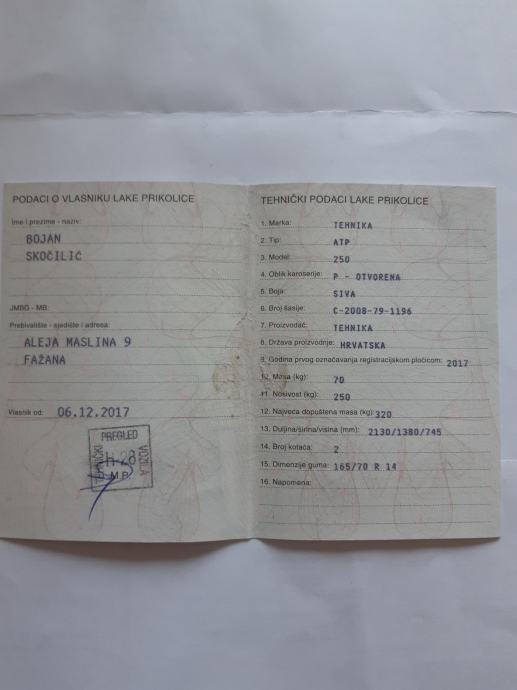 PODACI O VLASNIKU LAKE PRIKOLICE
Ime i prezime - naziv:
BOJAN
SKOČILIĆ
JMBG - MB:
Prebivalište - sjedište i adresa:
ALEJA MASLINA 9
FAŽANA
Vlasnik od: 06.12.2017
TEHNIČKI PREGLED VOZILA
H-28
M.P.
TEHNIČKI PODACI LAKE PRIKOLICE
1. Marka: TEHNIKA
2. Tip: ATP
3. Model: 250
4. Oblik karoserije: P - OTVORENA
5. Boja: SIVA
6. Broj šasije: C-2008-79-1196
7. Proizvođač: TEHNIKA
8. Država proizvodnje: HRVATSKA
9. Godina prvog označavanja registracijskom pločicom: 2017
10. Masa (kg): 70
11. Nosivost (kg): 250
12. Najveća dopuštena masa (kg): 320
13. Duljina/širina/visina (mm): 2130/1380/745
14. Broj kotača: 2
15. Dimenzije guma: 165/70 R 14
16. Napomena: